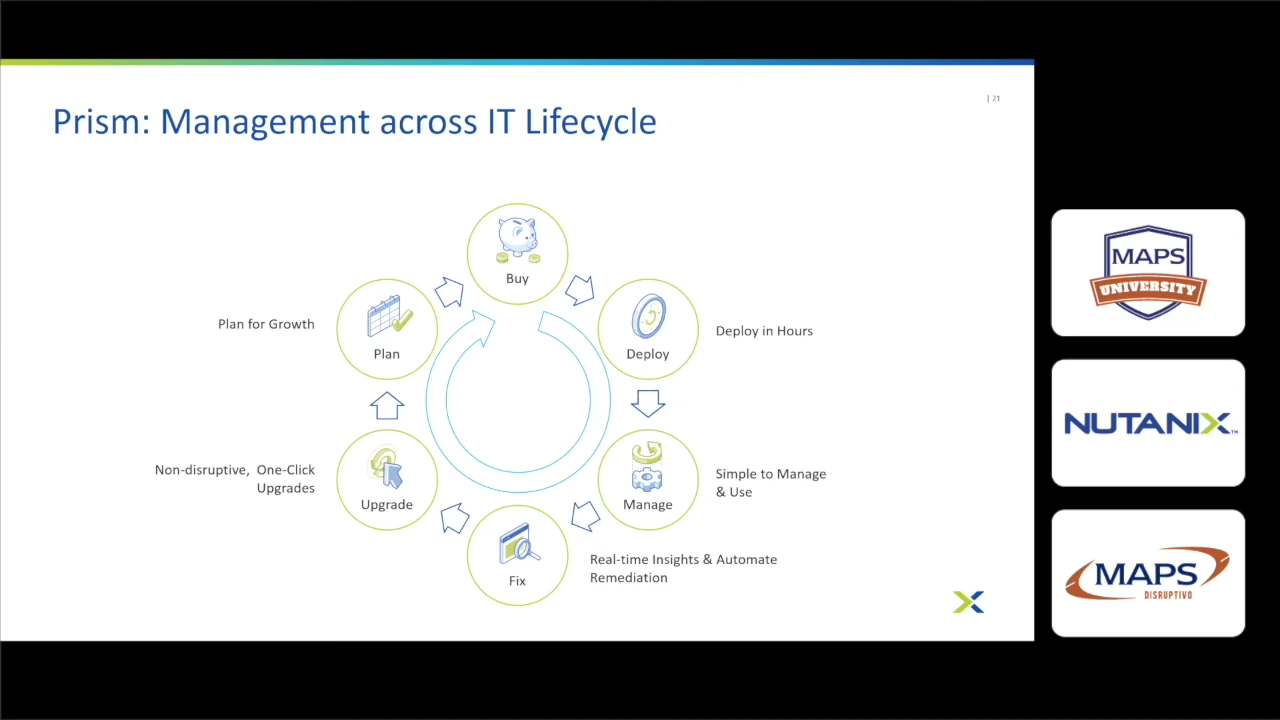 | 21
Prism: Management across IT Lifecycle
Buy
Plan for Growth
Plan
Deploy
Deploy in Hours
Non-disruptive,  One-Click
Upgrades
Upgrade
Manage
Simple to Manage
& Use
Fix
Real-time Insights & Automate
Remediation
MAPS
UNIVERSITY
NUTANIX™
MAPS
DISRUPTIVO